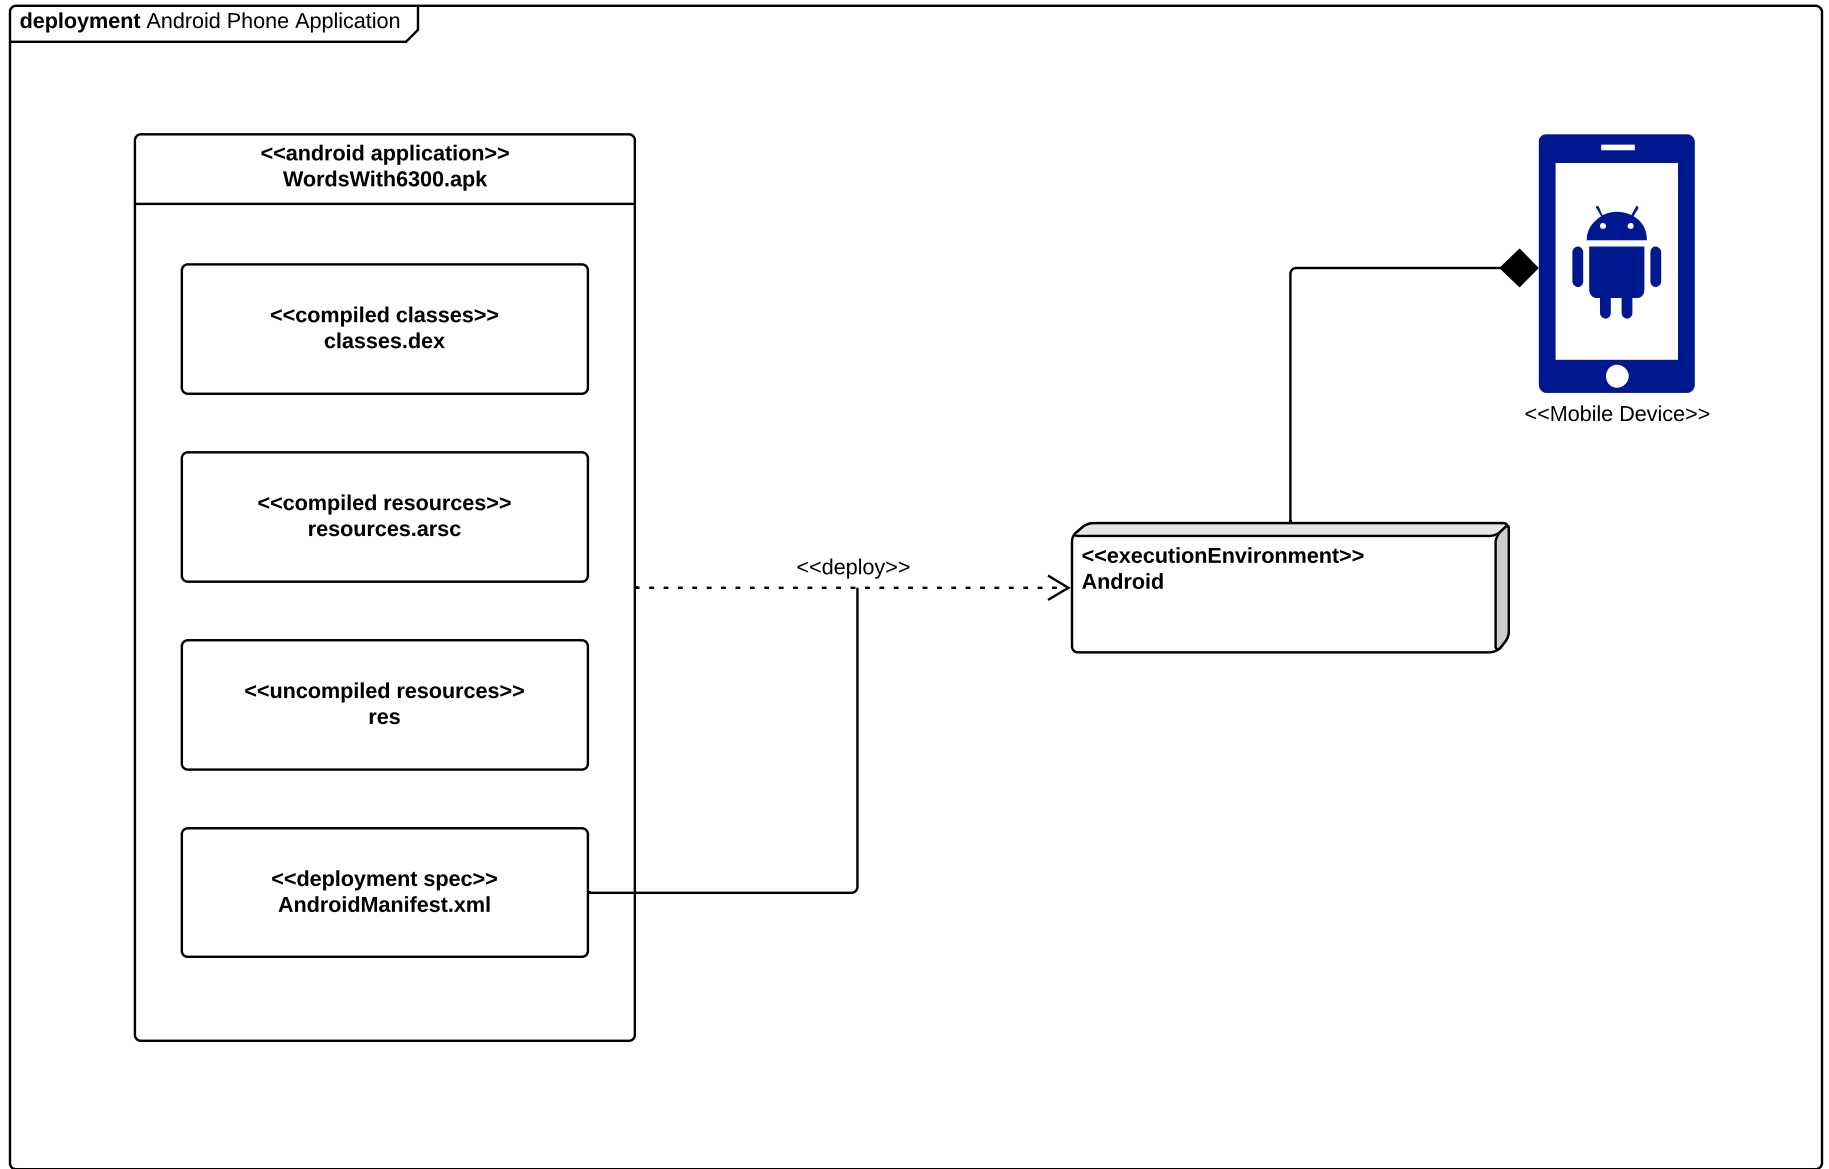 deployment Android Phone Application
<<android application>>
WordsWith6300.apk
<<compiled classes>>
classes.dex
<<compiled resources>>
resources.arsc
<<uncompiled resources>>
res
<<deployment spec>>
AndroidManifest.xml
<<deploy>>
<<executionEnvironment>>
Android
<<Mobile Device>>